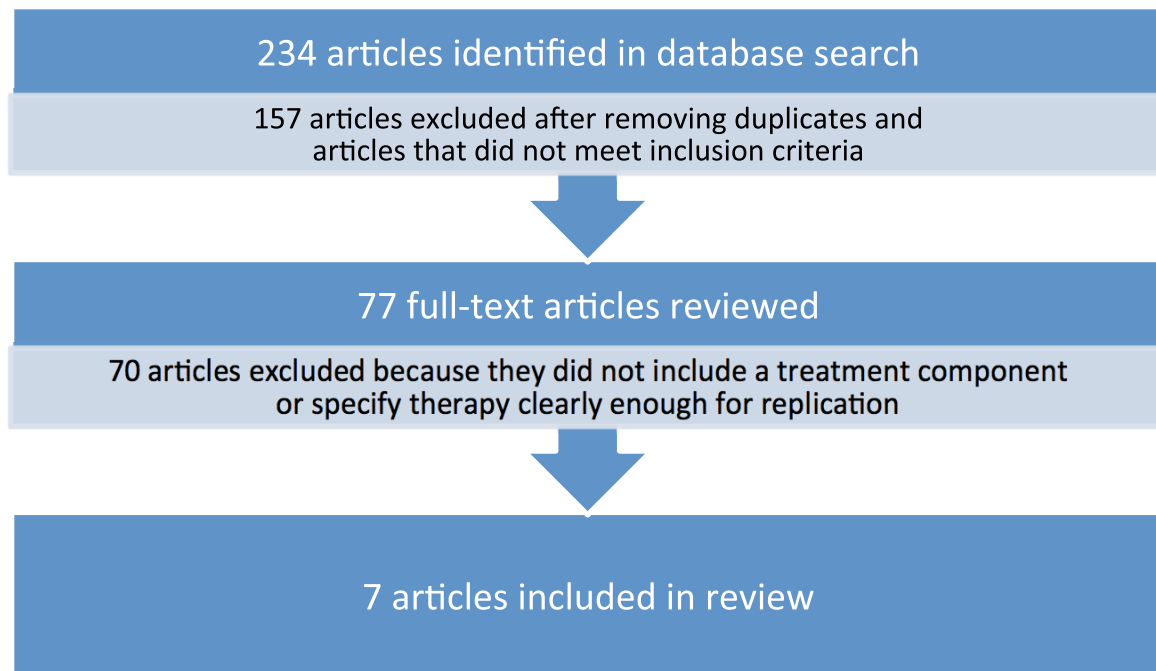 234 articles identified in database search
157 articles excluded after removing duplicates and
articles that did not meet inclusion criteria
77 full-text articles reviewed
70 articles excluded because they did not include a treatment component
or specify therapy clearly enough for replication
7 articles included in review